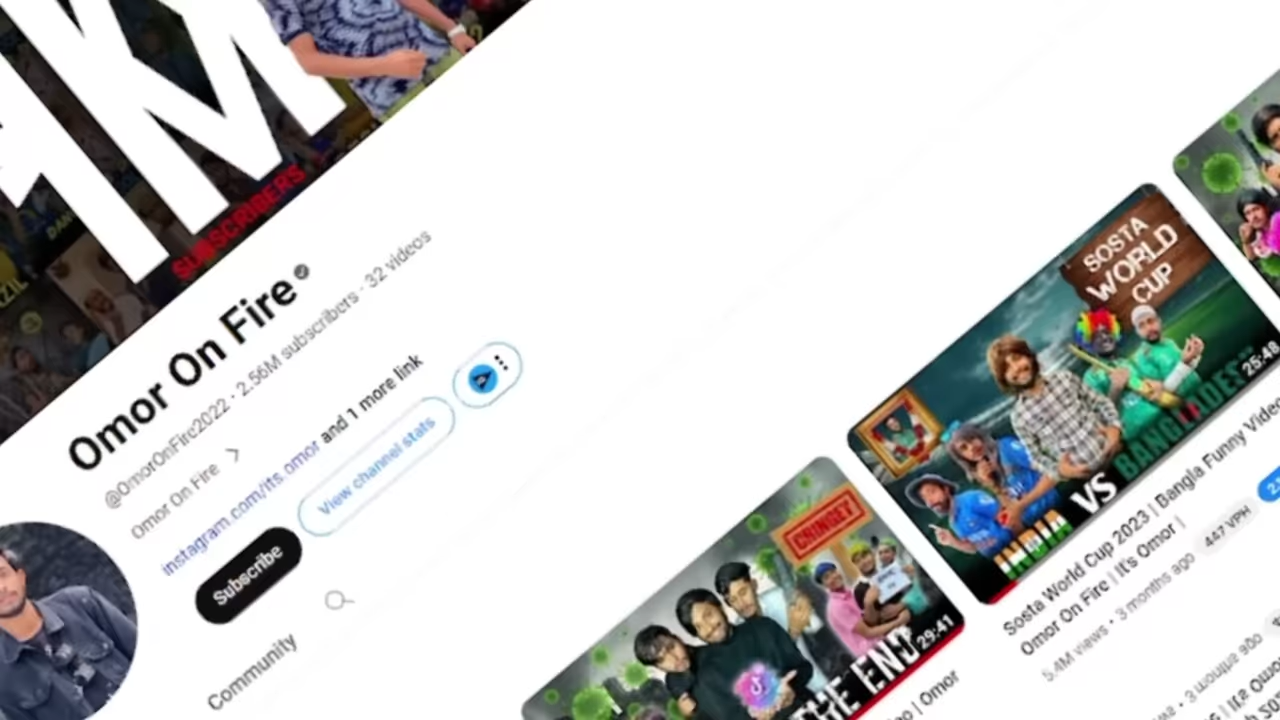 SUBSCRIBERS
Omor On Fire
@OmorOnFire2022 · 2.56M subscribers · 32 videos
Omor On Fire >
instagram.com/its.omor and 1 more link
Subscribe
View channel stats
Community
SOSTA
WORLD
CUP
INDIA VS BANGLADESH
25:48
Sosta World Cup 2023 | Bangla Funny Video
Omor On Fire | It's Omor |
5.4M views · 3 months ago
447 VPH
CRINGEY
THE END
29:41
| Omor